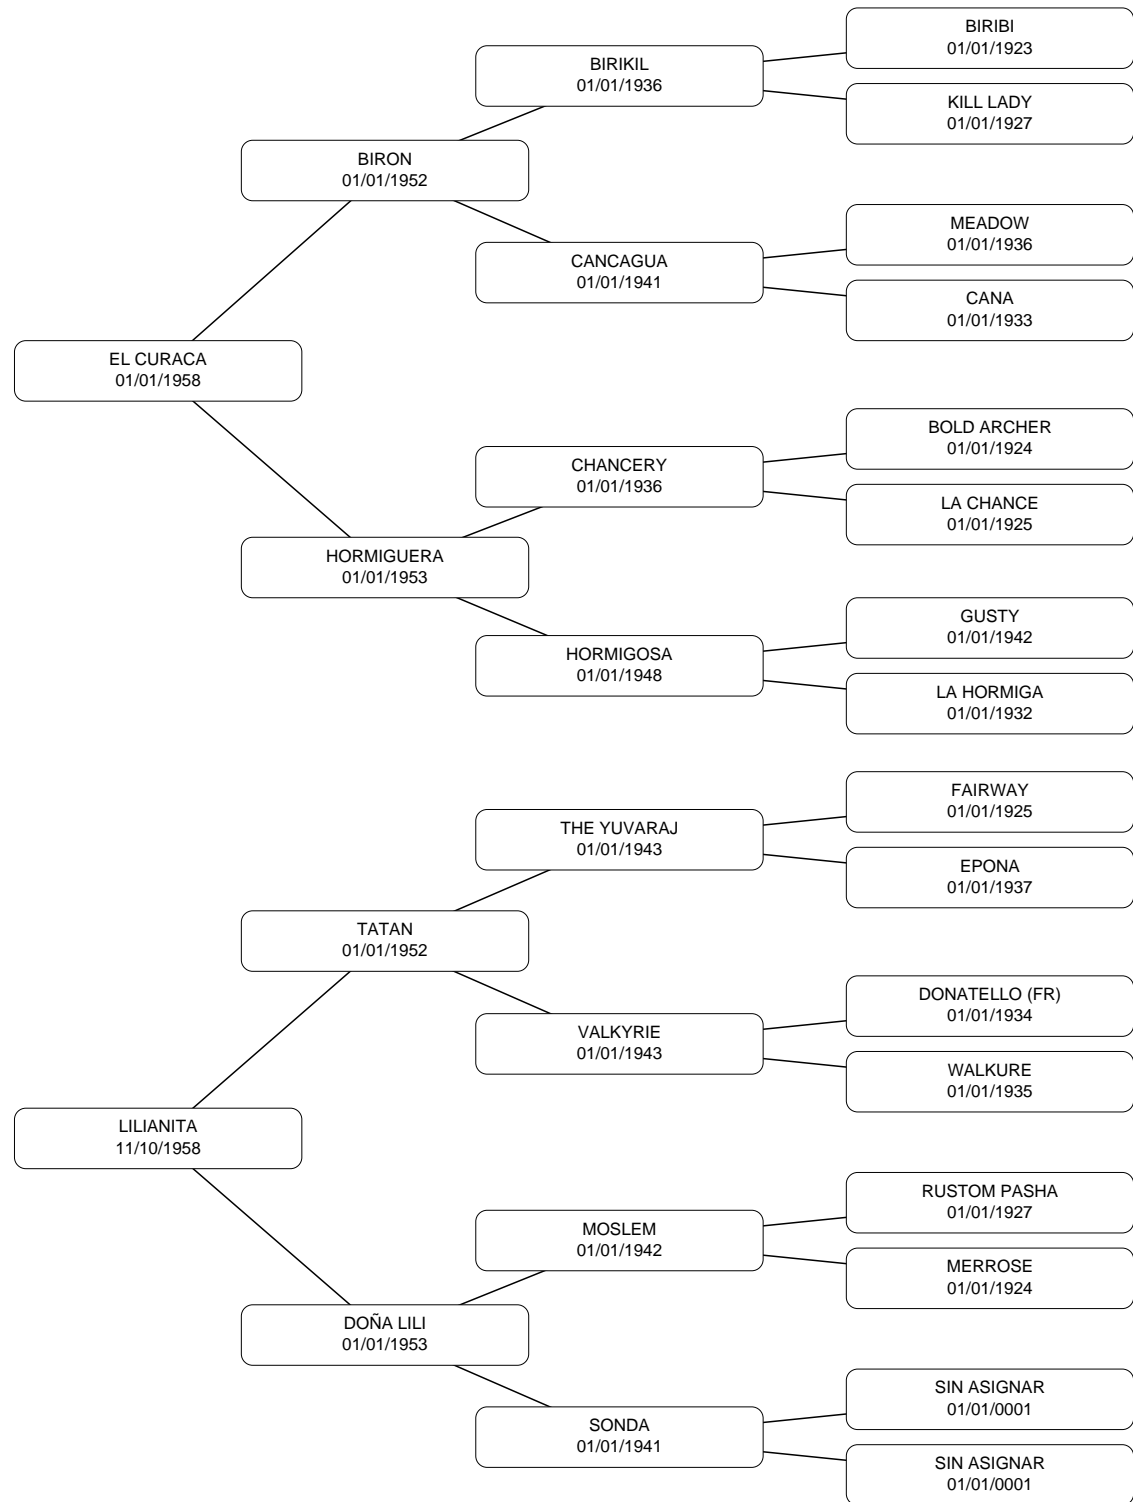 BIRIBI
01/01/1923
BIRIKIL
01/01/1936
KILL LADY
01/01/1927
BIRON
01/01/1952
MEADOW
01/01/1936
CANCAGUA
01/01/1941
CANA
01/01/1933
EL CURACA
01/01/1958
BOLD ARCHER
01/01/1924
CHANCERY
01/01/1936
LA CHANCE
01/01/1925
HORMIGUERA
01/01/1953
GUSTY
01/01/1942
HORMIGOSA
01/01/1948
LA HORMIGA
01/01/1932
FAIRWAY
01/01/1925
THE YUVARAJ
01/01/1943
EPONA
01/01/1937
TATAN
01/01/1952
DONATELLO (FR)
01/01/1934
VALKYRIE
01/01/1943
WALKURE
01/01/1935
LILIANITA
11/10/1958
RUSTOM PASHA
01/01/1927
MOSLEM
01/01/1942
MERROSE
01/01/1924
DOÑA LILI
01/01/1953
SIN ASIGNAR
01/01/0001
SONDA
01/01/1941
SIN ASIGNAR
01/01/0001